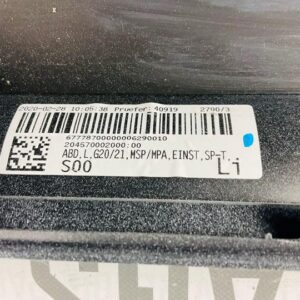 2020-02-28 10:05:38 Pruefer: 40919 2790/3
67778700000006290010
204570002000;00
ABD,L,G20/21,MSP/MPA,EINST,SP-T..
S00 Li